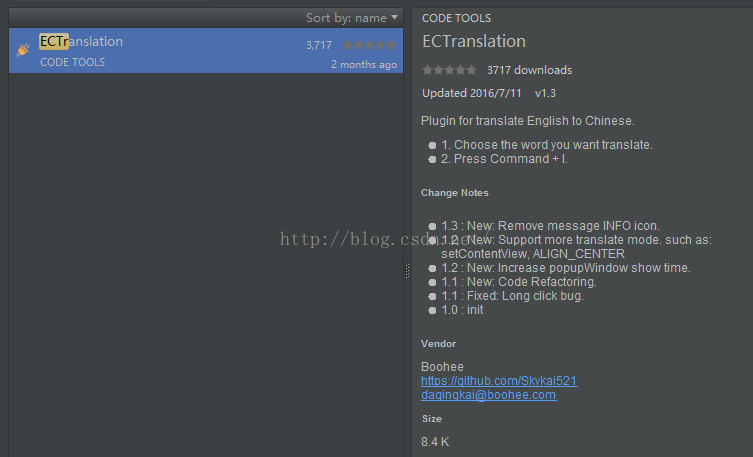 Sort by: name
ECTranslation
3,717
CODE TOOLS
2 months ago
CODE TOOLS
ECTranslation
3717 downloads
Updated 2016/7/11 v1.3
Plugin for translate English to Chinese.
1. Choose the word you want translate.
2. Press Command + I.
Change Notes
1.3 : New: Remove message INFO icon.
http://blog.csdn.net/
1.2 : New: Support more translate mode. such as:
setContentView, ALIGN_CENTER
1.2 : New: Increase popupWindow show time.
1.1 : New: Code Refactoring.
1.1 : Fixed: Long click bug.
1.0 : init
Vendor
Boohee
https://github.com/Skykai521
daqingkai@boohee.com
Size
8.4 K